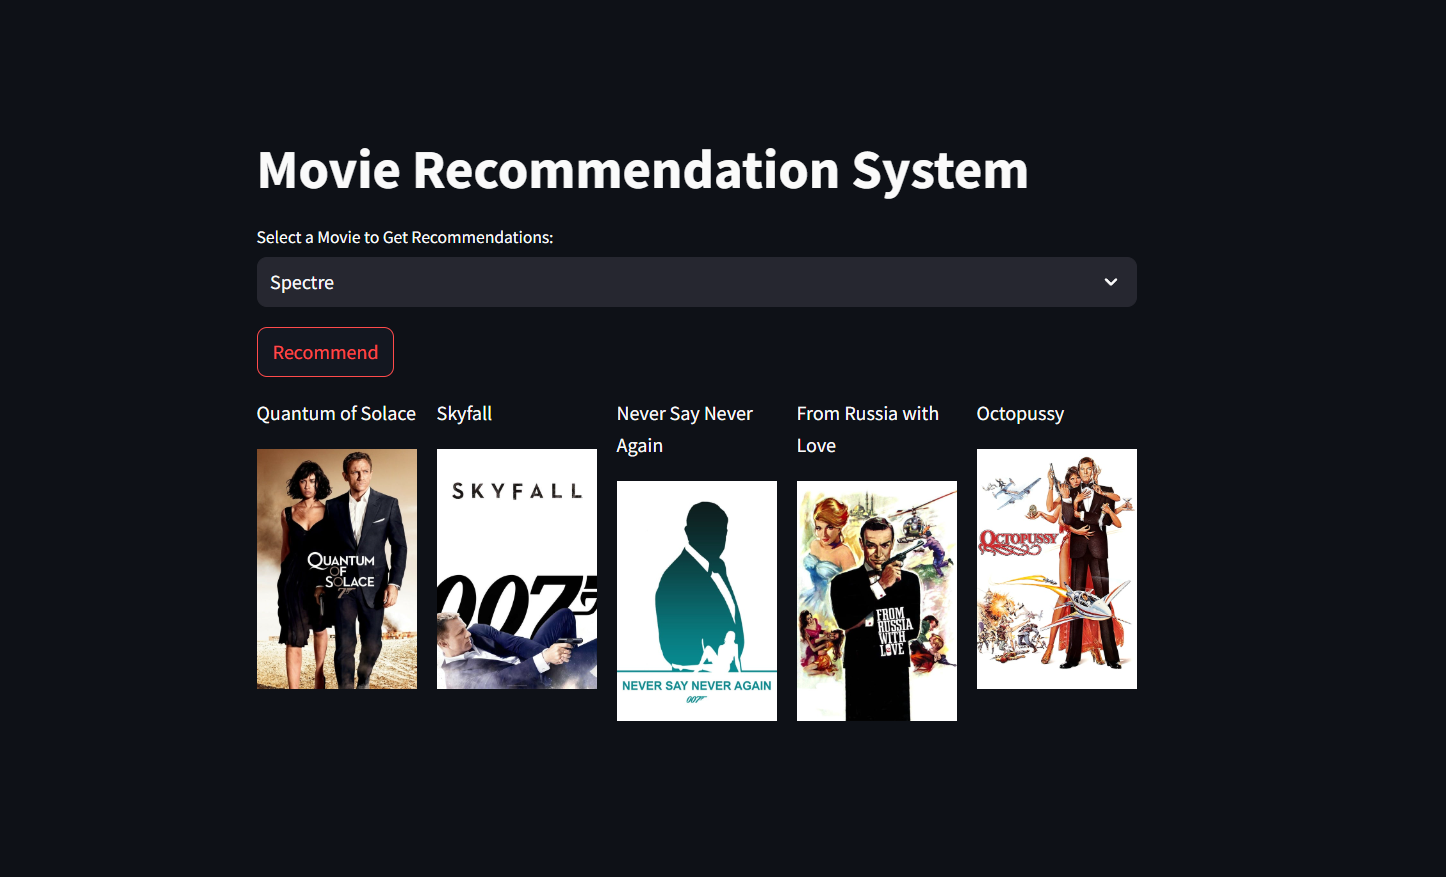 Movie Recommendation System
Select a Movie to Get Recommendations:
Spectre
Recommend
Quantum of Solace
Skyfall
Never Say Never
Again
From Russia with
Love
Octopussy
QUANTUM
OF
SOLACE
007
SKYFALL
007
NEVER SAY NEVER AGAIN
007
FROM
RUSSIA
WITH
LOVE
OCTOPUSSY